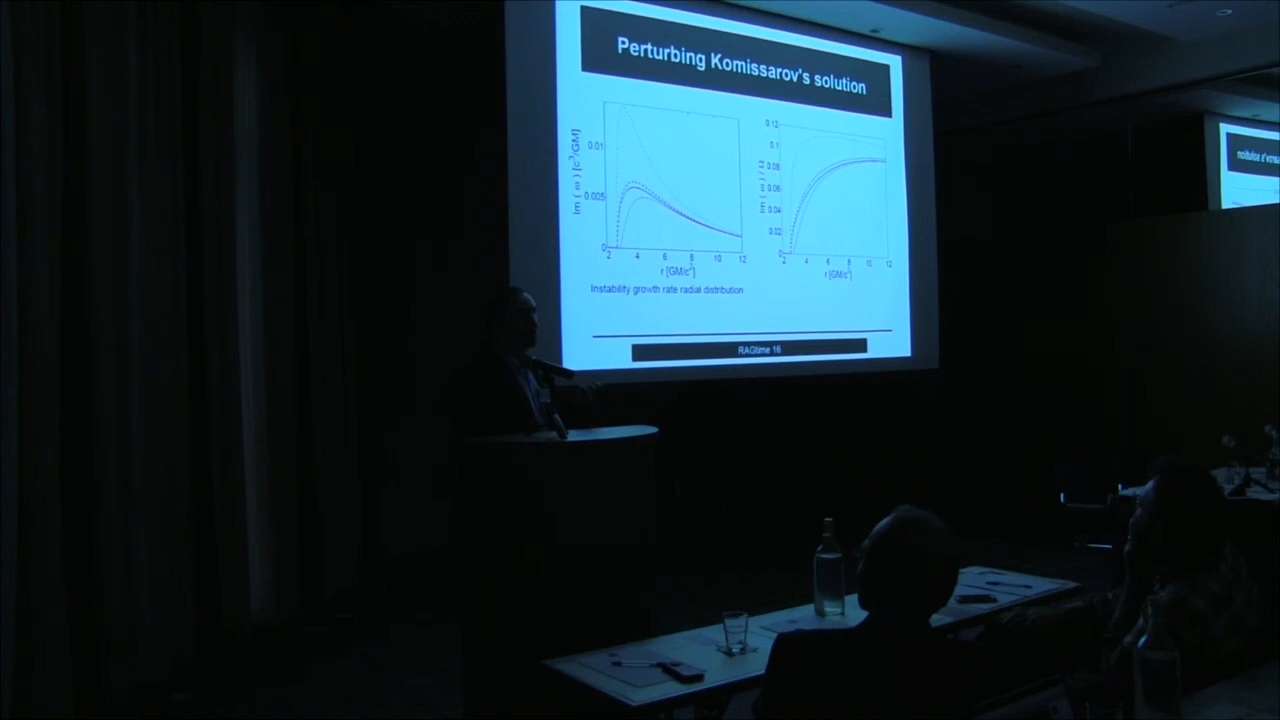 Perturbing Komissarov's solution
Im ( ω ) [c³/GM]
0.01
0.005
0
2 4 6 8 10 12
r [GM/c²]
Im ( ω ) / Ω
0.12
0.1
0.08
0.06
0.04
0.02
0
2 4 6 8 10 12
r [GM/c²]
Instability growth rate radial distribution
RAGtime 16